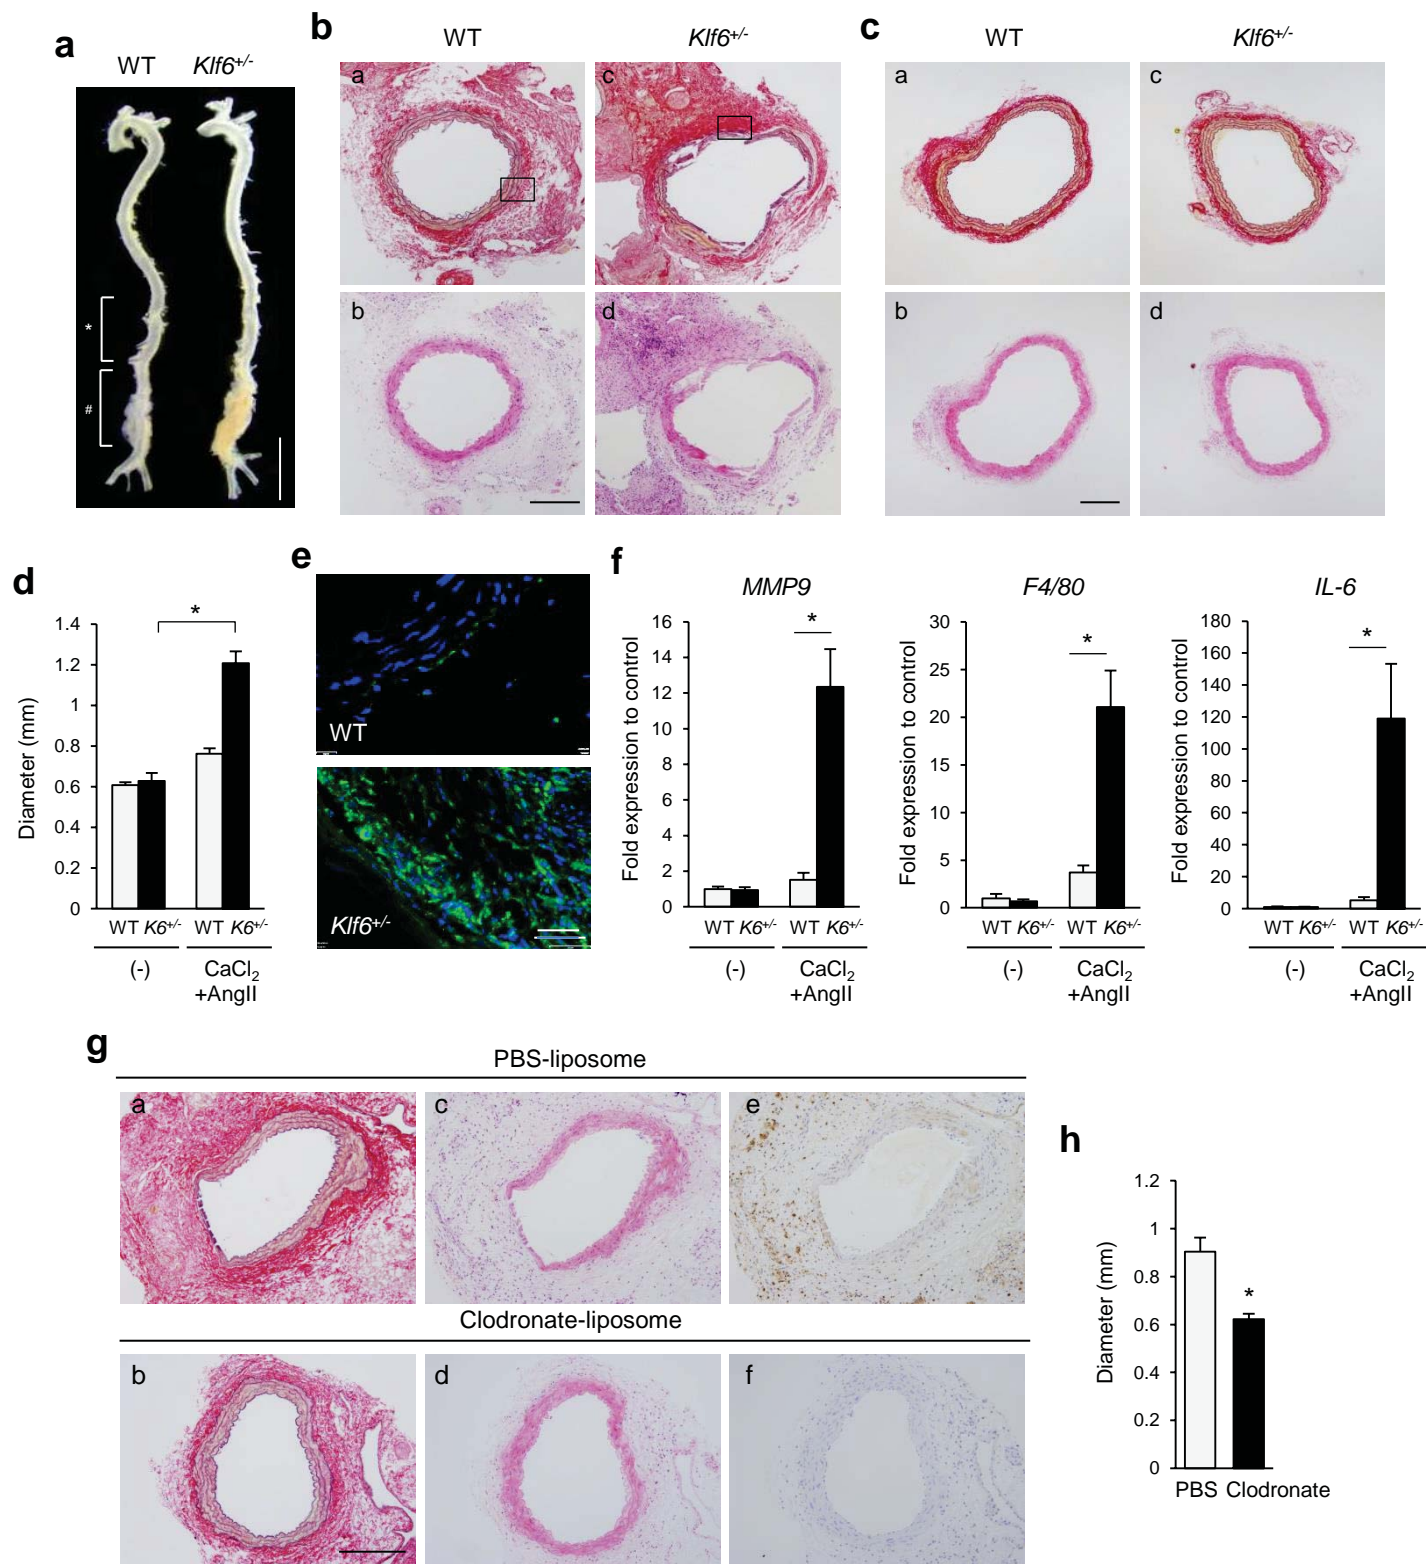 a
WT Klf6+/-
*
#
b
WT Klf6+/-
a c
b d
c
WT Klf6+/-
a c
b d
d
*
Diameter (mm)
1.4
1.2
1
0.8
0.6
0.4
0.2
0
WT K6+/- WT K6+/-
(-) CaCl2
+AngII
e
WT
Klf6+/-
f
MMP9
*
Fold expression to control
16
14
12
10
8
6
4
2
0
WT K6+/- WT K6+/-
(-) CaCl2
+AngII
F4/80
*
Fold expression to control
30
25
20
15
10
5
0
WT K6+/- WT K6+/-
(-) CaCl2
+AngII
IL-6
*
Fold expression to control
180
160
140
120
100
80
60
40
20
0
WT K6+/- WT K6+/-
(-) CaCl2
+AngII
g
PBS-liposome
a c e
Clodronate-liposome
b d f
h
*
Diameter (mm)
1.2
1
0.8
0.6
0.4
0.2
0
PBS Clodronate